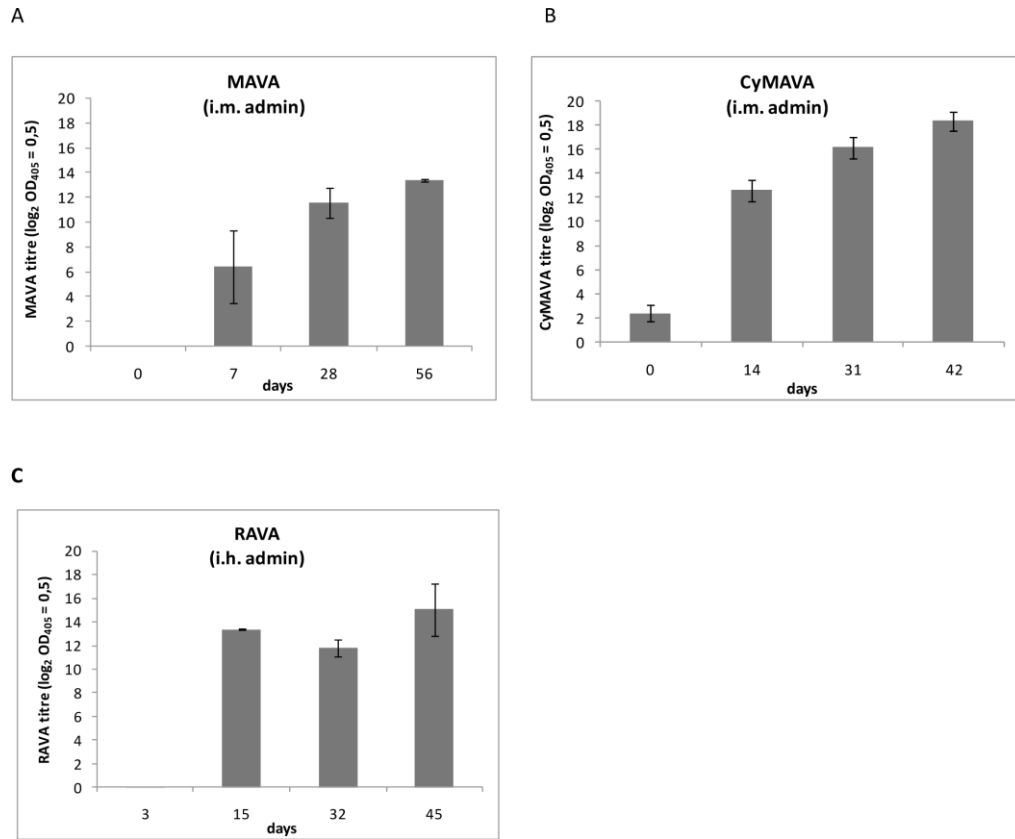 A
MAVA
(i.m. admin)
MAVA titre (log₂ OD₄₀₅ = 0,5)
20
18
16
14
12
10
8
6
4
2
0
0 7 28 56
days
B
CyMAVA
(i.m. admin)
CyMAVA titre (log₂ OD₄₀₅ = 0,5)
20
18
16
14
12
10
8
6
4
2
0
0 14 31 42
days
C
RAVA
(i.h. admin)
RAVA titre (log₂ OD₄₀₅ = 0,5)
20
18
16
14
12
10
8
6
4
2
0
3 15 32 45
days